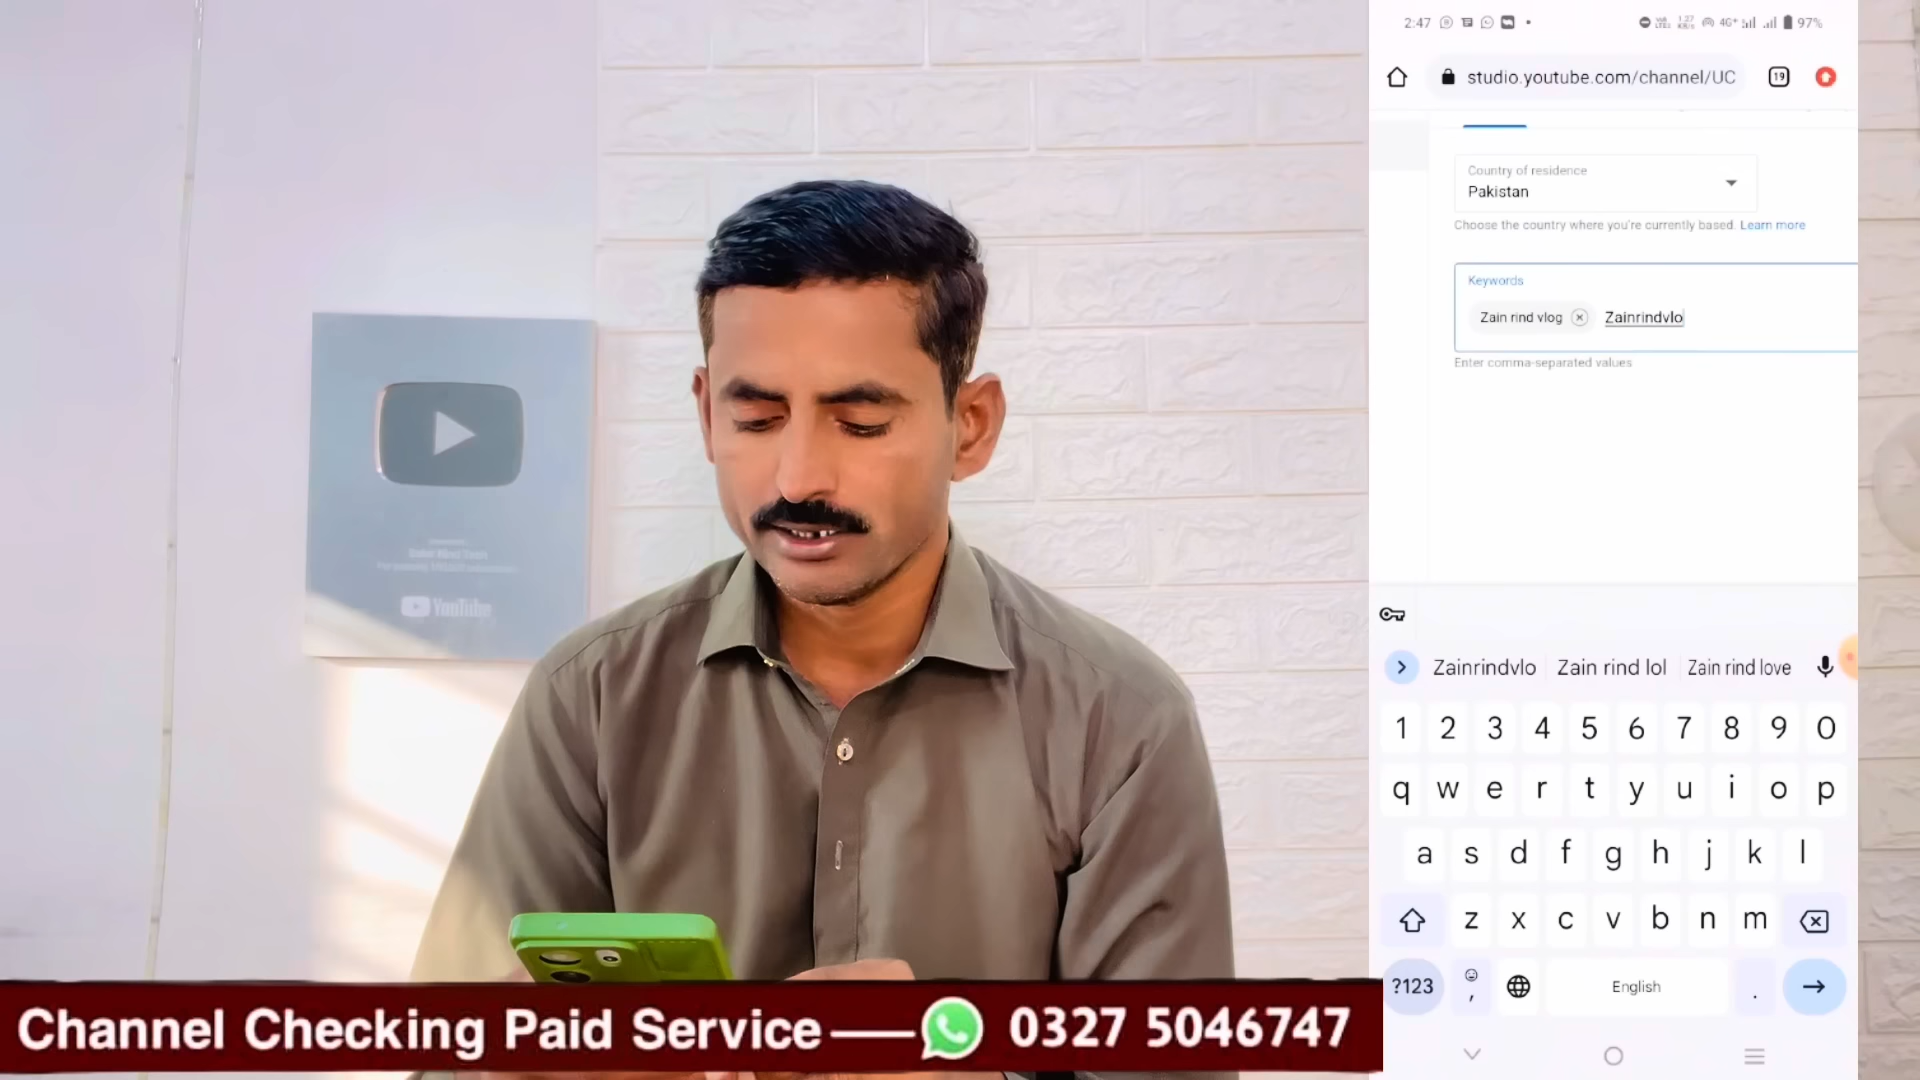 2:47
4G+
97%
studio.youtube.com/channel/UC
19
Country of residence
Pakistan
Choose the country where you're currently based. Learn more
Keywords
Zain rind vlog
Zainrindvlo
Enter comma-separated values
YouTube
Zainrindvlo Zain rind lol Zain rind love
1 2 3 4 5 6 7 8 9 0
q w e r t y u i o p
a s d f g h j k l
z x c v b n m
?123 , English .
Channel Checking Paid Service — 0327 5046747